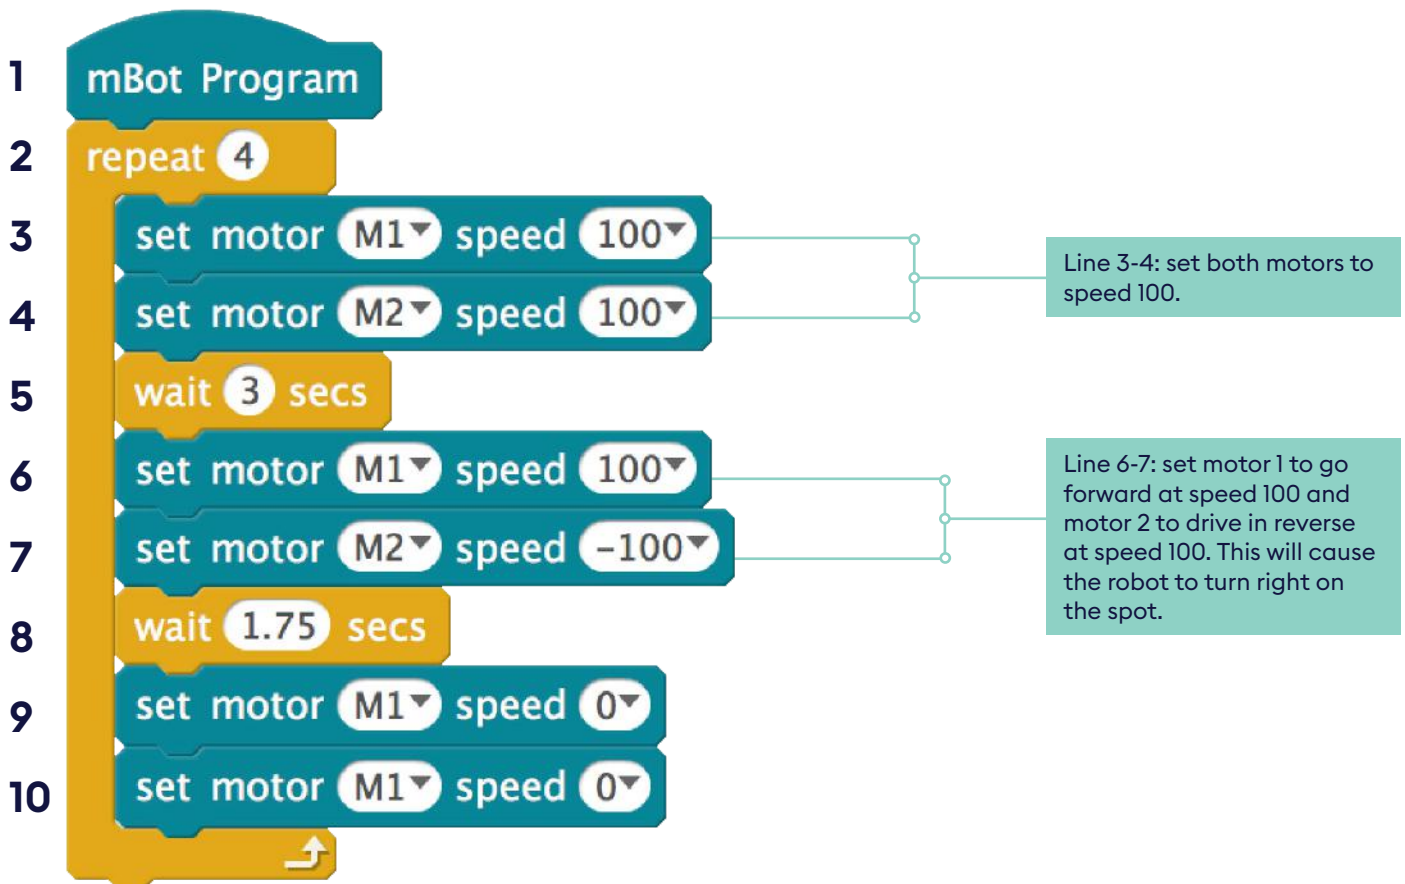 1 mBot Program
2 repeat 4
3 set motor M1 speed 100
4 set motor M2 speed 100
Line 3-4: set both motors to
speed 100.
5 wait 3 secs
6 set motor M1 speed 100
7 set motor M2 speed -100
Line 6-7: set motor 1 to go
forward at speed 100 and
motor 2 to drive in reverse
at speed 100. This will cause
the robot to turn right on
the spot.
8 wait 1.75 secs
9 set motor M1 speed 0
10 set motor M1 speed 0